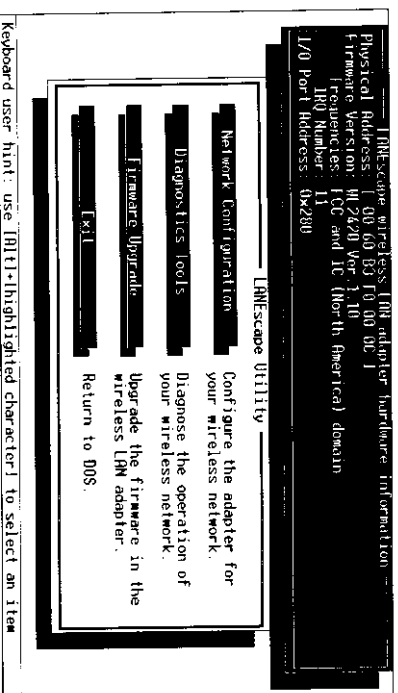 LANEscape wireless LAN adapter hardware information
Physical Address: [ 00 60 B3 F0 00 0C ]
Firmware Version: WL2420 Ver. 1.10
Frequencies: FCC and IC (North America) domain
IRQ Number: 11
I/O Port Address: 0x280
LANEscape Utility
Network Configuration
Configure the adapter for
your wireless network.
Diagnostics Tools
Diagnose the operation of
your wireless network.
Firmware Upgrade
Upgrade the firmware in the
wireless LAN adapter.
Exit
Return to DOS.
Keyboard user hint: use [Alt]+[highlighted character] to select an item